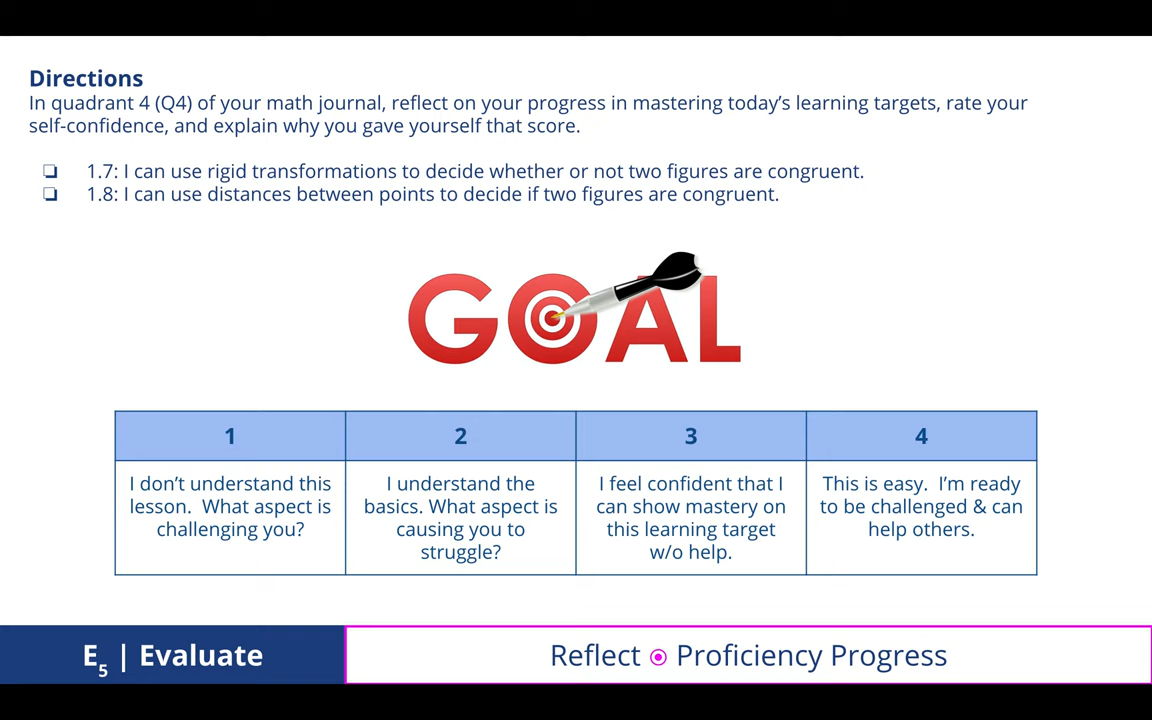 Directions
In quadrant 4 (Q4) of your math journal, reflect on your progress in mastering today’s learning targets, rate your
self-confidence, and explain why you gave yourself that score.
❏ 1.7: I can use rigid transformations to decide whether or not two figures are congruent.
❏ 1.8: I can use distances between points to decide if two figures are congruent.
GOAL
1
I don’t understand this
lesson.  What aspect is
challenging you?
2
I understand the
basics. What aspect is
causing you to
struggle?
3
I feel confident that I
can show mastery on
this learning target
w/o help.
4
This is easy.  I’m ready
to be challenged & can
help others.
E5 | Evaluate
Reflect ⦿ Proficiency Progress